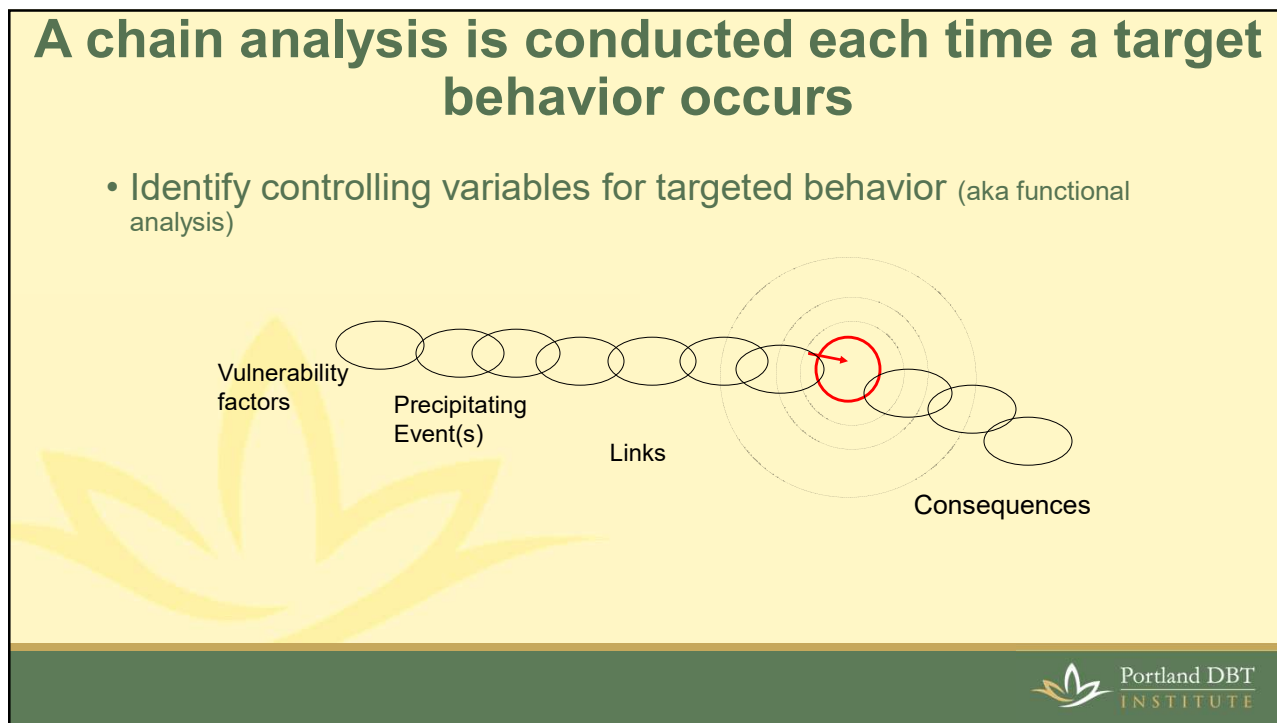 A chain analysis is conducted each time a target
behavior occurs
• Identify controlling variables for targeted behavior (aka functional
analysis)
Vulnerability
factors
Precipitating
Event(s)
Links
Consequences
Portland DBT
INSTITUTE